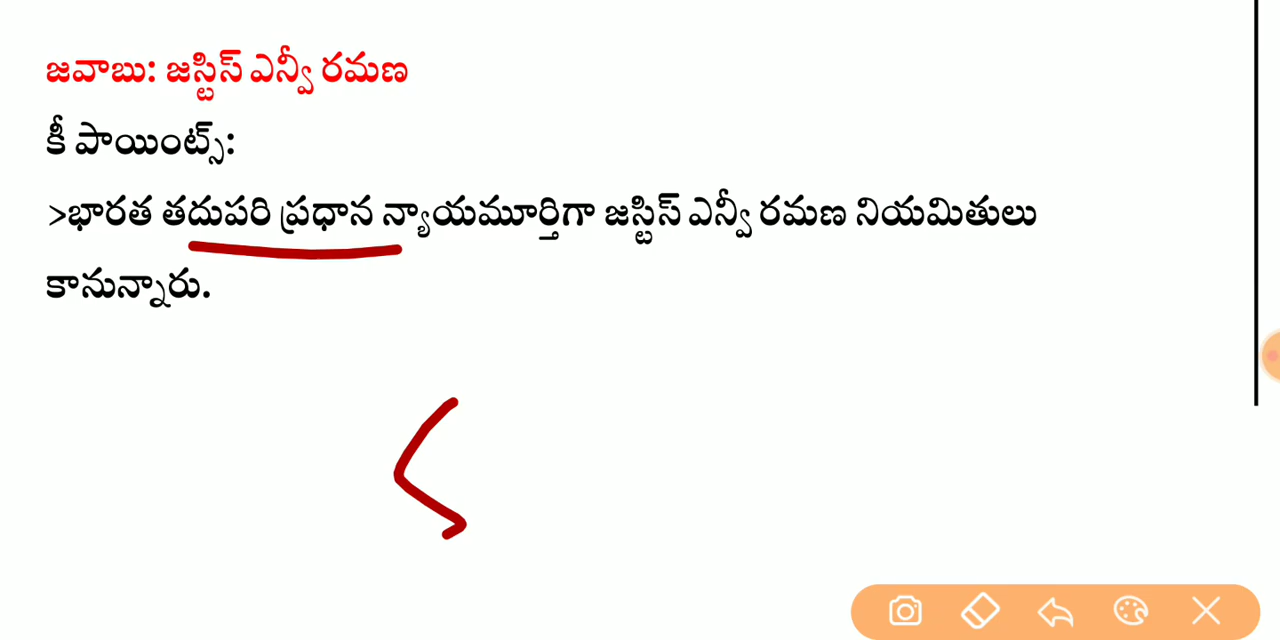 జవాబు: జస్టిస్ ఎన్వీ రమణ
కీ పాయింట్స్:
>భారత తదుపరి ప్రధాన న్యాయమూర్తిగా జస్టిస్ ఎన్వీ రమణ నియమితులు
కానున్నారు.